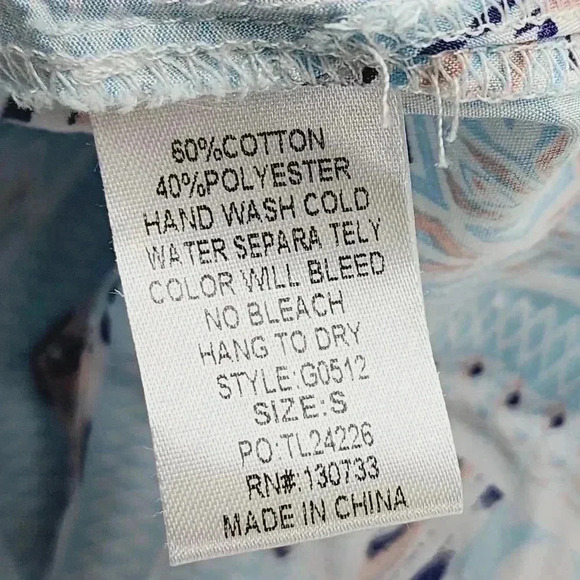 60%COTTON
40%POLYESTER
HAND WASH COLD
WATER SEPARA TELY
COLOR WILL BLEED
NO BLEACH
HANG TO DRY
STYLE:G0512
SIZE:S
PO:TL24226
RN#:130733
MADE IN CHINA